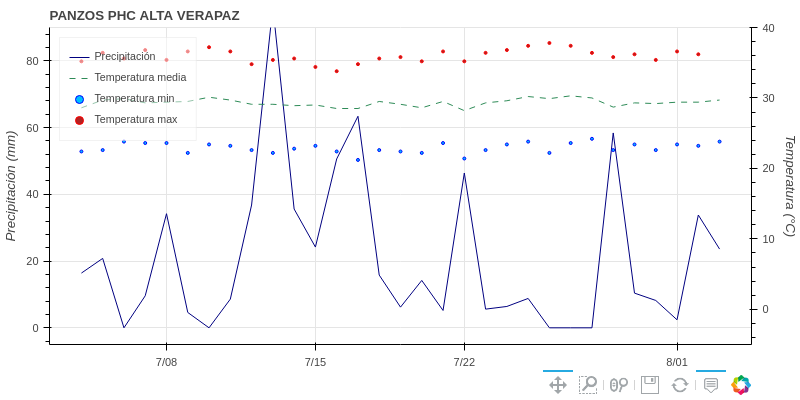 PANZOS PHC ALTA VERAPAZ
Precipitación
Temperatura media
Temperatura min
Temperatura max
Precipitación (mm)
80
60
40
20
0
Temperatura (°C)
40
30
20
10
0
7/08
7/15
7/22
8/01